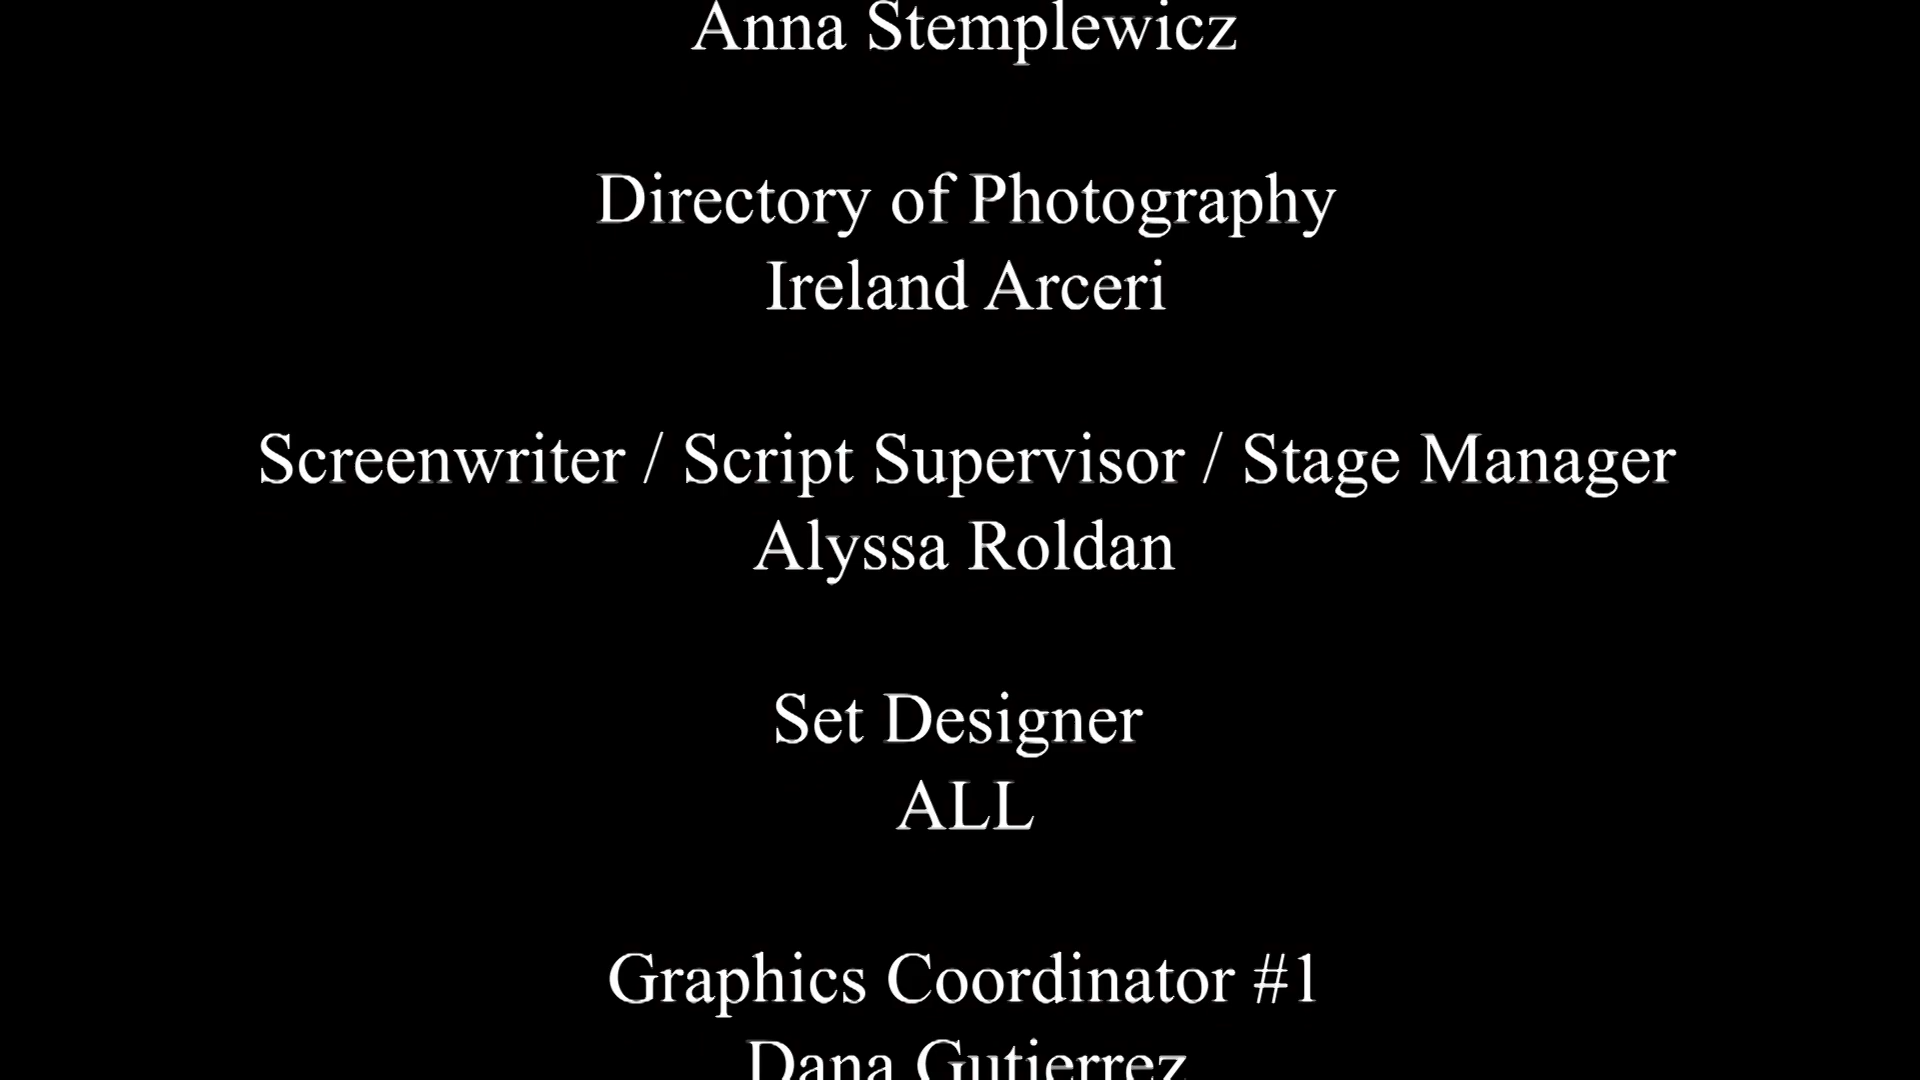 Anna Stemplewicz
Directory of Photography
Ireland Arceri
Screenwriter / Script Supervisor / Stage Manager
Alyssa Roldan
Set Designer
ALL
Graphics Coordinator #1
Dana Gutierrez